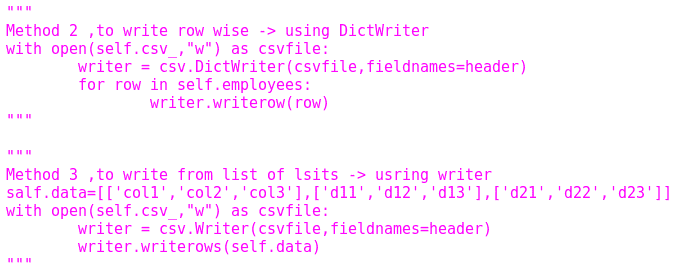 """
Method 2 ,to write row wise -> using DictWriter
with open(self.csv_,"w") as csvfile:
        writer = csv.DictWriter(csvfile,fieldnames=header)
        for row in self.employees:
                writer.writerow(row)
"""

"""
Method 3 ,to write from list of lsits -> usring writer
salf.data=[['col1','col2','col3'],['d11','d12','d13'],['d21','d22','d23']]
with open(self.csv_,"w") as csvfile:
        writer = csv.Writer(csvfile,fieldnames=header)
        writer.writerows(self.data)
"""